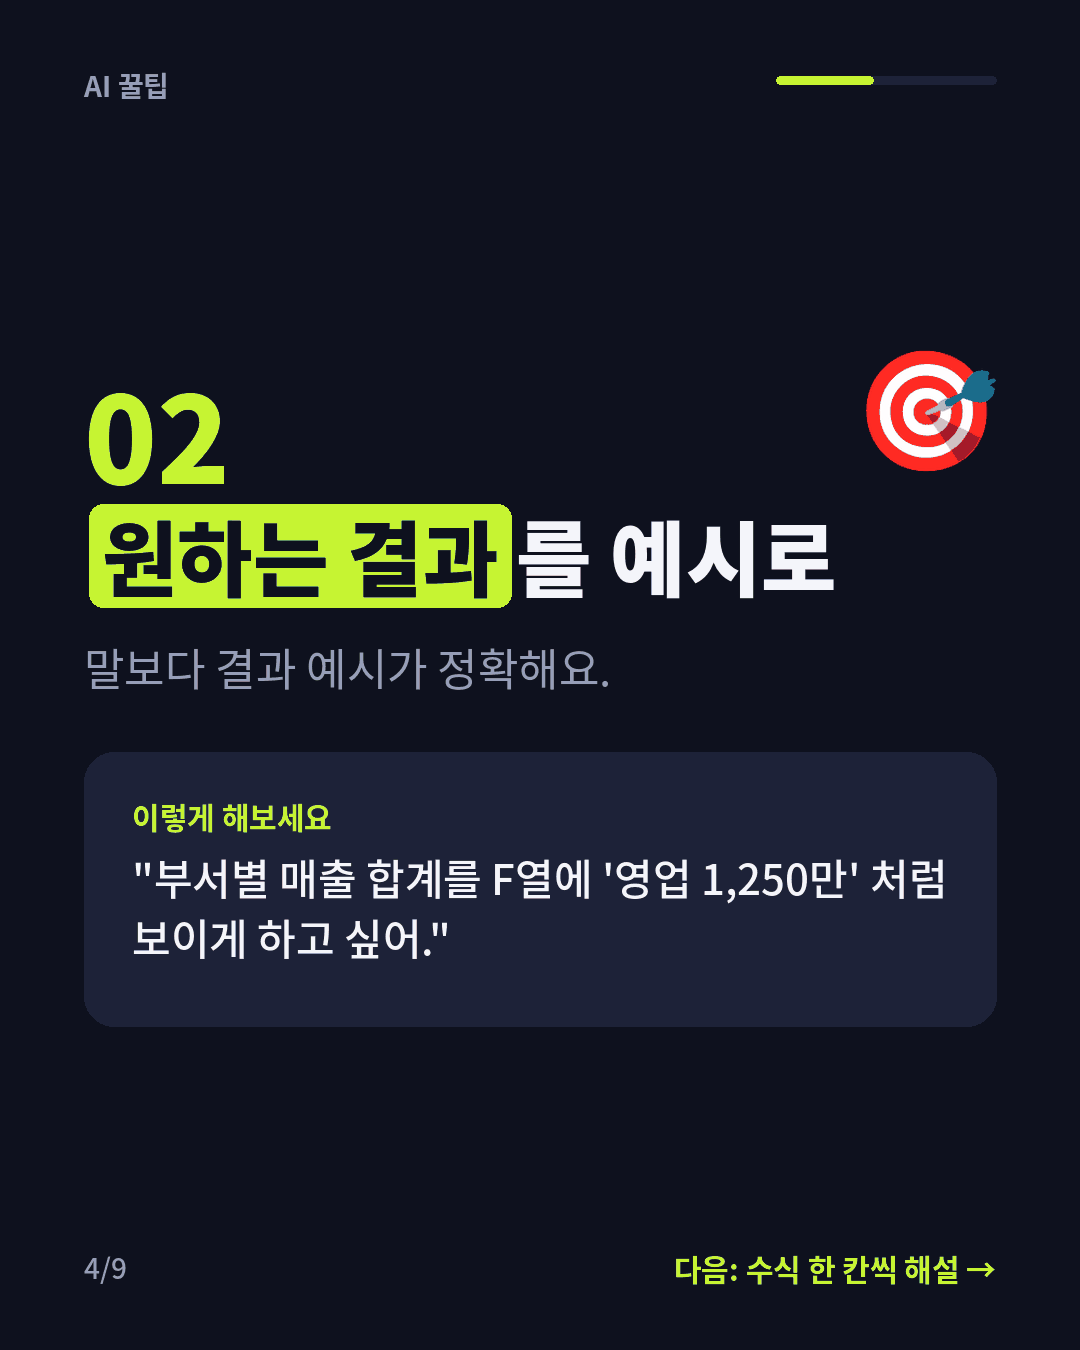 AI 꿀팁
02
원하는 결과를 예시로
말보다 결과 예시가 정확해요.
이렇게 해보세요
"부서별 매출 합계를 F열에 '영업 1,250만' 처럼
보이게 하고 싶어."
4/9
다음: 수식 한 칸씩 해설 →